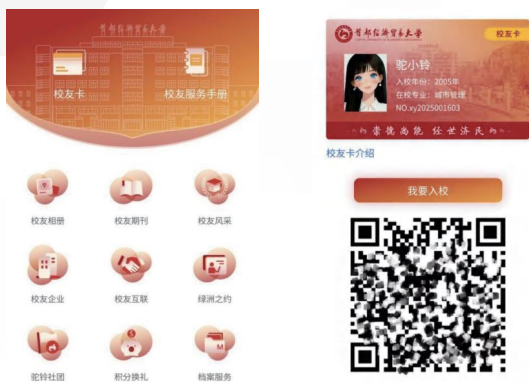 首都经济贸易大学
校友卡
校友服务手册
校友相册
校友期刊
校友风采
校友企业
校友互联
绿洲之约
驼铃社团
积分换礼
档案服务
首都经济贸易大学
校友卡
驼小铃
入校年份：2005年
在校专业：城市管理
NO.xy2025001603
崇德尚能 经世济民
校友卡介绍
我要入校